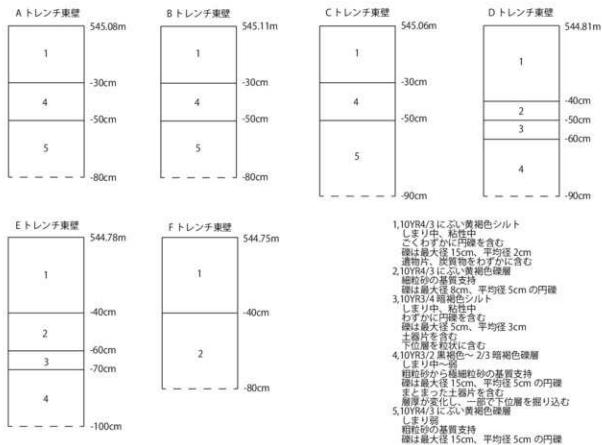 A トレンチ東壁
545.08m
1
-30cm
4
-50cm
5
-80cm
B トレンチ東壁
545.11m
1
-30cm
4
-50cm
5
-80cm
C トレンチ東壁
545.06m
1
-30cm
4
-50cm
5
-90cm
D トレンチ東壁
544.81m
1
-40cm
2
-50cm
3
-60cm
4
-90cm
E トレンチ東壁
544.78m
1
-40cm
2
-60cm
3
-70cm
4
-100cm
F トレンチ東壁
544.75m
1
-40cm
2
-80cm
1,10YR4/3 にぶい黄褐色シルト
しまり中、粘性中
ごくわずかに円礫を含む
礫は最大径 15cm、平均径 2cm
遺物片、炭質物をわずかに含む
2,10YR4/3 にぶい黄褐色礫層
細粒砂の基質支持
礫は最大径 8cm、平均径 5cm の円礫
3,10YR3/4 暗褐色シルト
しまり中、粘性中
わずかに円礫を含む
礫は最大径 5cm、平均径 3cm
土器片を含む
下位層を粒状に含む
4,10YR3/2 黒褐色～ 2/3 暗褐色礫層
しまり中～弱
粗粒砂から極細粒砂の基質支持
礫は最大径 15cm、平均径 5cm の円礫
まとまった土器片を含む
層厚が変化し、一部で下位層を掘り込む
5,10YR4/3 にぶい黄褐色礫層
しまり弱
粗粒砂の基質支持
礫は最大径 15cm、平均径 5cm の円礫